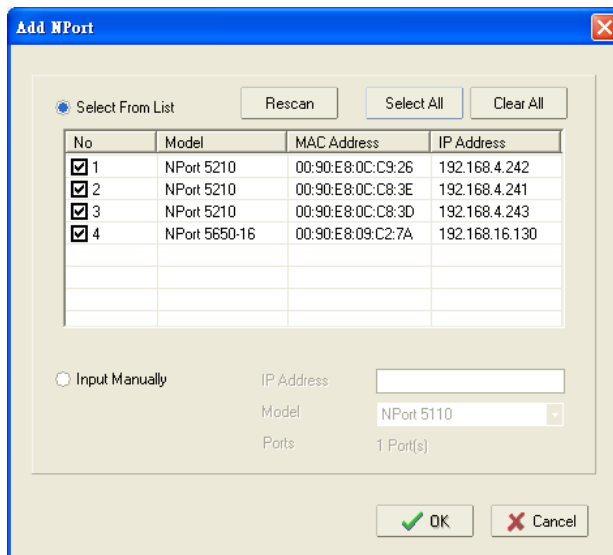 Add NPort
Select From List Rescan Select All Clear All
No Model MAC Address IP Address
1 NPort 5210 00:90:E8:0C:C9:26 192.168.4.242
2 NPort 5210 00:90:E8:0C:C8:3E 192.168.4.241
3 NPort 5210 00:90:E8:0C:C8:3D 192.168.4.243
4 NPort 5650-16 00:90:E8:09:C2:7A 192.168.16.130
Input Manually IP Address
Model NPort 5110
Ports 1 Port(s)
OK Cancel